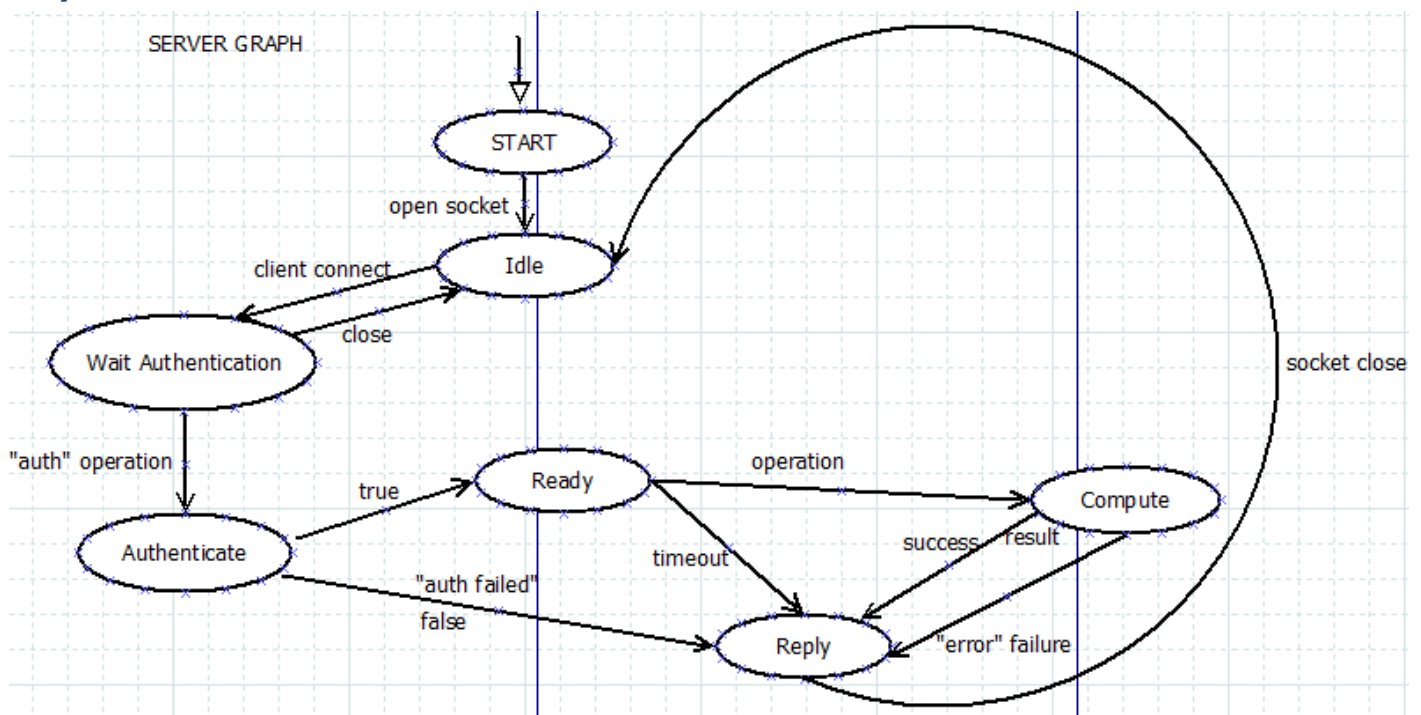 SERVER GRAPH
START
open socket
Idle
client connect
close
Wait Authentication
socket close
"auth" operation
true
Ready
operation
Compute
Authenticate
timeout
success
result
"auth failed"
false
Reply
"error" failure